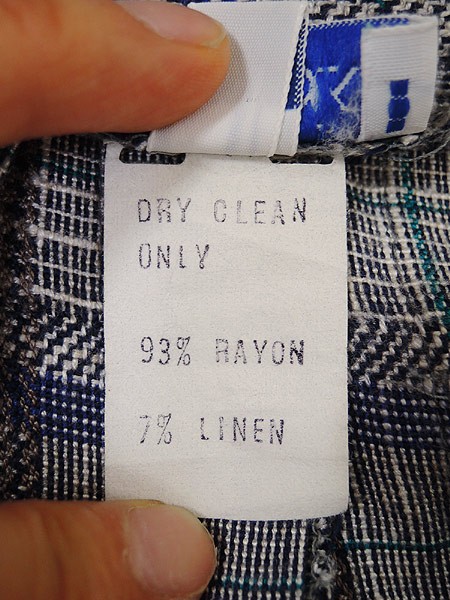 DRY CLEAN
ONLY
93% RAYON
7% LINEN